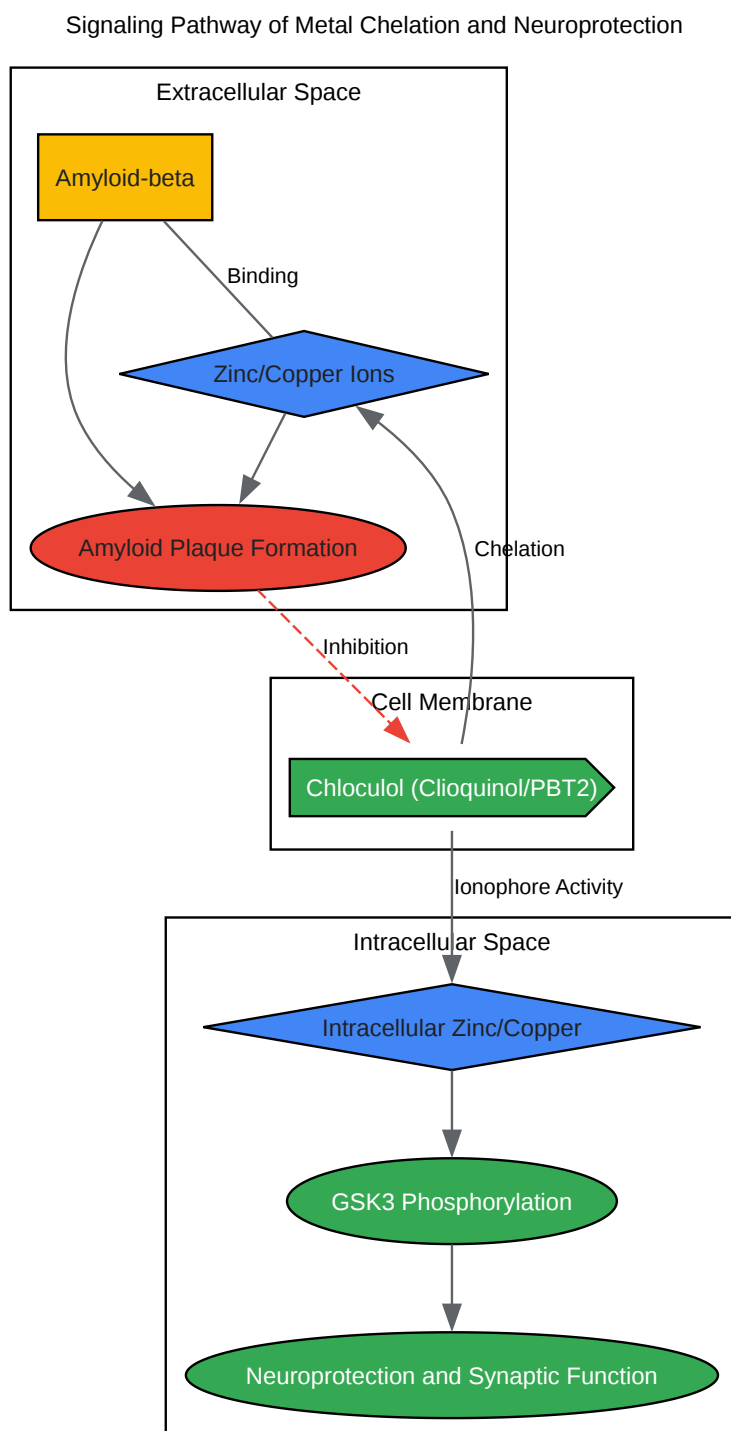 Signaling Pathway of Metal Chelation and Neuroprotection
Extracellular Space
Amyloid-beta
Binding
Zinc/Copper Ions
Amyloid Plaque Formation
Chelation
Inhibition
Cell Membrane
Chloculol (Clioquinol/PBT2)
Ionophore Activity
Intracellular Space
Intracellular Zinc/Copper
GSK3 Phosphorylation
Neuroprotection and Synaptic Function